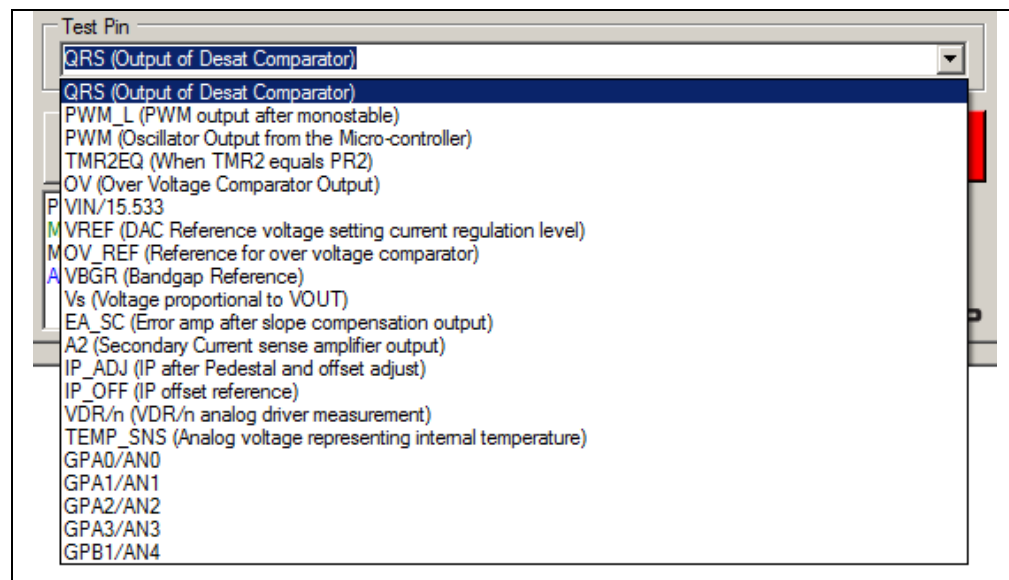 Test Pin
QRS (Output of Desat Comparator)
QRS (Output of Desat Comparator)
PWM_L (PWM output after monostable)
PWM (Oscillator Output from the Micro-controller)
TMR2EQ (When TMR2 equals PR2)
OV (Over Voltage Comparator Output)
P VIN/15.533
M VREF (DAC Reference voltage setting current regulation level)
M OV_REF (Reference for over voltage comparator)
A VBGR (Bandgap Reference)
Vs (Voltage proportional to VOUT)
EA_SC (Error amp after slope compensation output)
A2 (Secondary Current sense amplifier output)
IP_ADJ (IP after Pedestal and offset adjust)
IP_OFF (IP offset reference)
VDR/n (VDR/n analog driver measurement)
TEMP_SNS (Analog voltage representing internal temperature)
GPA0/AN0
GPA1/AN1
GPA2/AN2
GPA3/AN3
GPB1/AN4